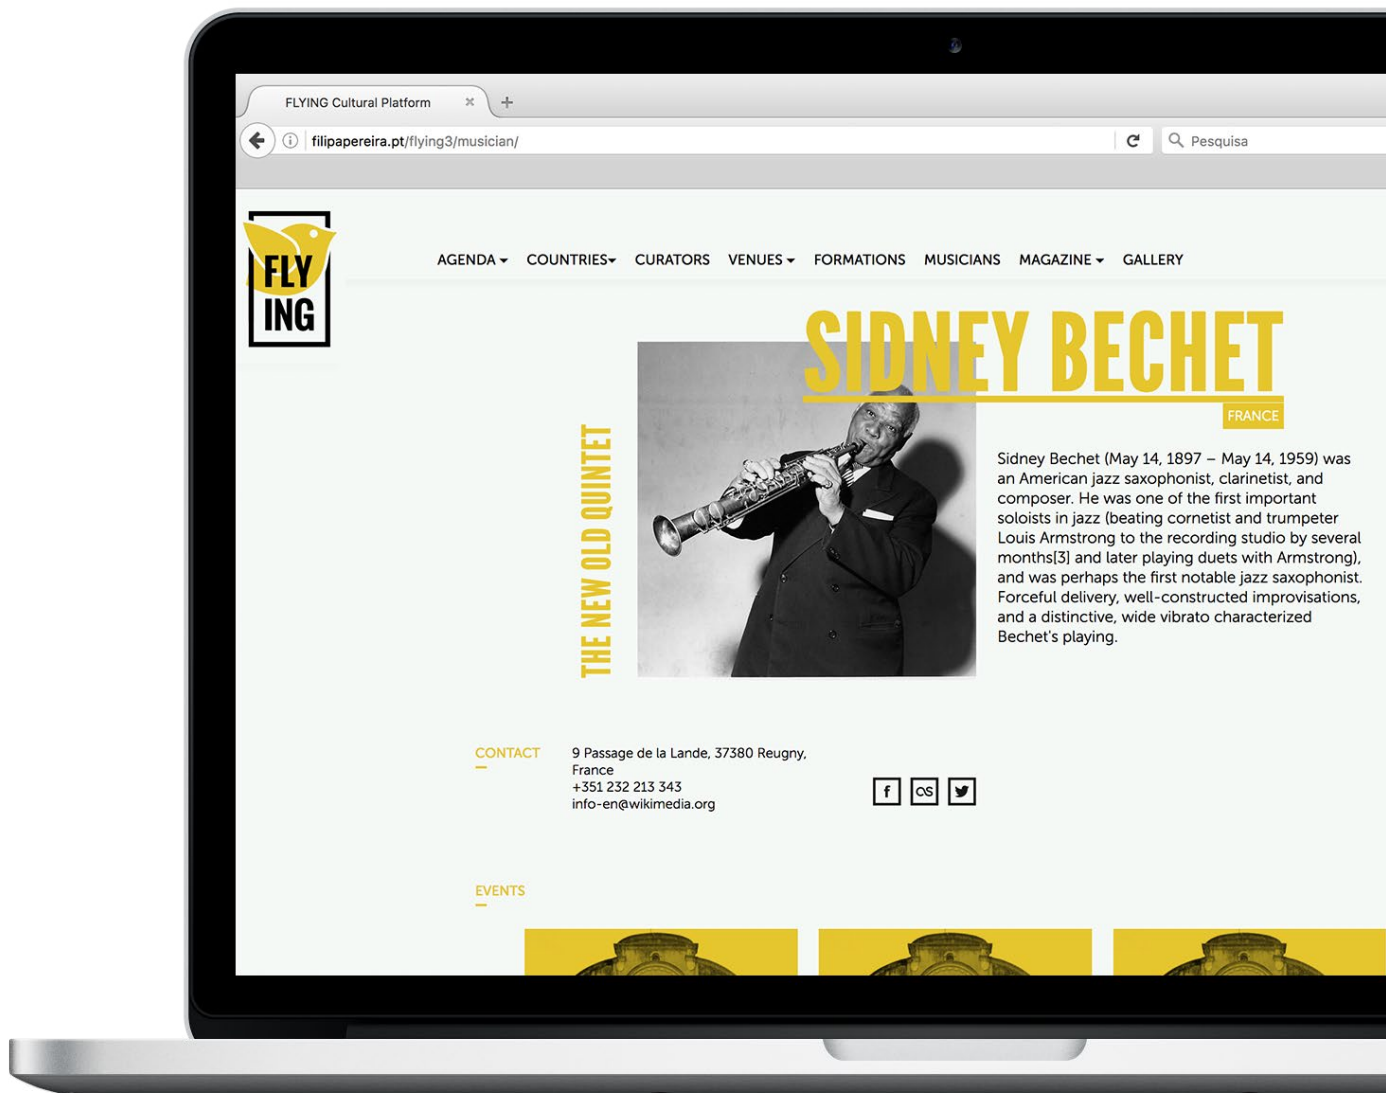 FLYING Cultural Platform
filipapereira.pt/flying3/musician/
Pesquisa
FLY
ING
AGENDA COUNTRIES CURATORS VENUES FORMATIONS MUSICIANS MAGAZINE GALLERY
SIDNEY BECHET
FRANCE
THE NEW OLD QUINTET
Sidney Bechet (May 14, 1897 – May 14, 1959) was
an American jazz saxophonist, clarinetist, and
composer. He was one of the first important
soloists in jazz (beating cornetist and trumpeter
Louis Armstrong to the recording studio by several
months[3] and later playing duets with Armstrong),
and was perhaps the first notable jazz saxophonist.
Forceful delivery, well-constructed improvisations,
and a distinctive, wide vibrato characterized
Bechet's playing.
CONTACT
9 Passage de la Lande, 37380 Reugny,
France
+351 232 213 343
info-en@wikimedia.org
EVENTS